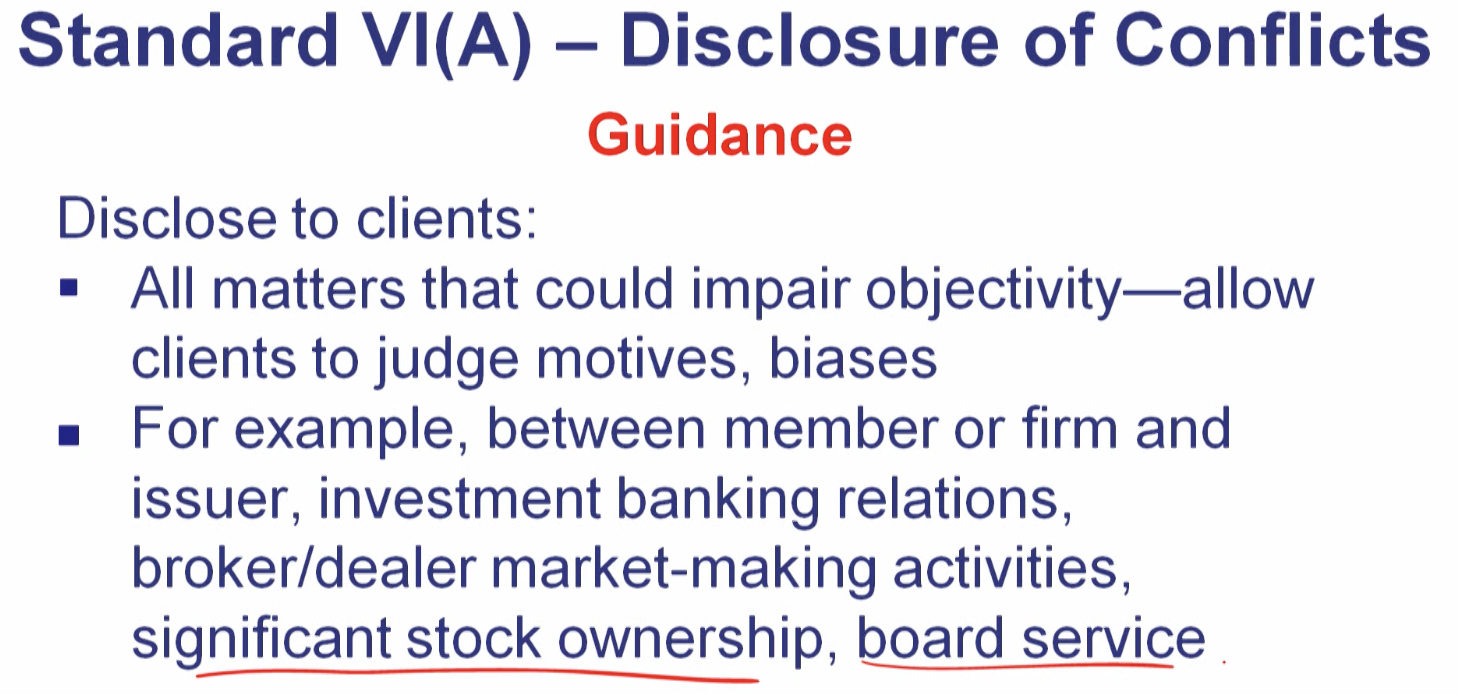 Standard VI(A) – Disclosure of Conflicts
Guidance
Disclose to clients:
▪ All matters that could impair objectivity—allow
clients to judge motives, biases
▪ For example, between member or firm and
issuer, investment banking relations,
broker/dealer market-making activities,
significant stock ownership, board service